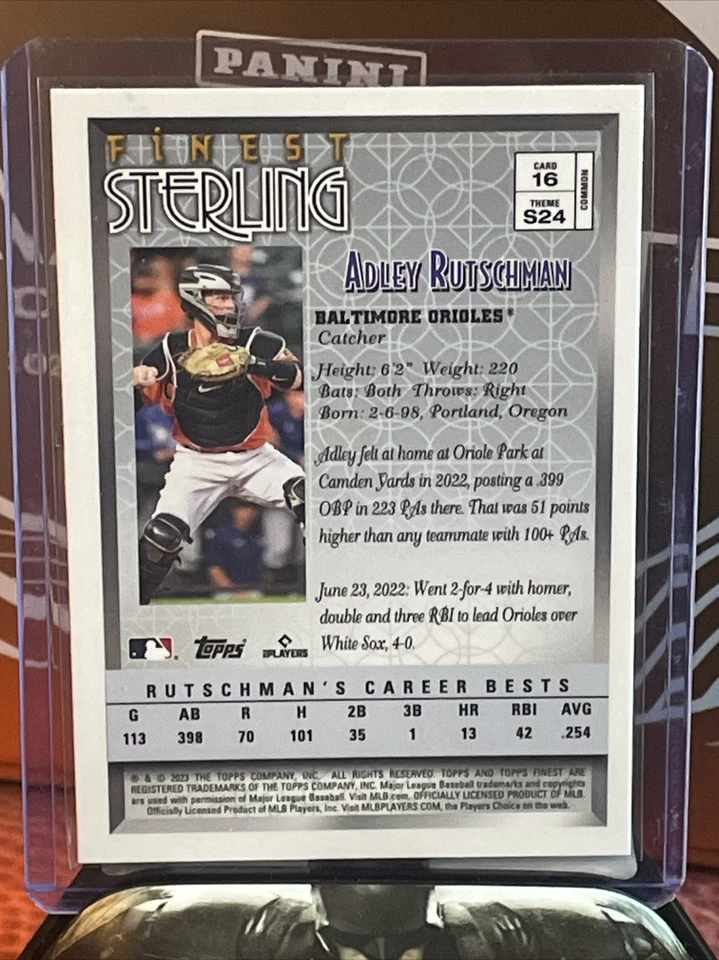 PANINI
FiNEST
STERLING
CARD
16
THEME
S24
COMMON
ADLEY RUTSCHMAN
BALTIMORE ORIOLES®
Catcher
Height: 6'2" Weight: 220
Bats: Both Throws: Right
Born: 2-6-98, Portland, Oregon
Adley felt at home at Oriole Park at
Camden Yards in 2022, posting a .399
OBP in 223 PAs there. That was 51 points
higher than any teammate with 100+ PAs.
June 23, 2022: Went 2-for-4 with homer,
double and three RBI to lead Orioles over
White Sox, 4-0.
Topps PLAYERS
RUTSCHMAN'S CAREER BESTS
G AB R H 2B 3B HR RBI AVG
113 398 70 101 35 1 13 42 .254
® & © 2023 THE TOPPS COMPANY, INC. ALL RIGHTS RESERVED. TOPPS AND TOPPS FINEST ARE
REGISTERED TRADEMARKS OF THE TOPPS COMPANY, INC. Major League Baseball trademarks and copyrights
are used with permission of Major League Baseball. Visit MLB.com. OFFICIALLY LICENSED PRODUCT OF MLB.
Officially Licensed Product of MLB Players, Inc. Visit MLBPLAYERS.COM, the Players Choice on the web.